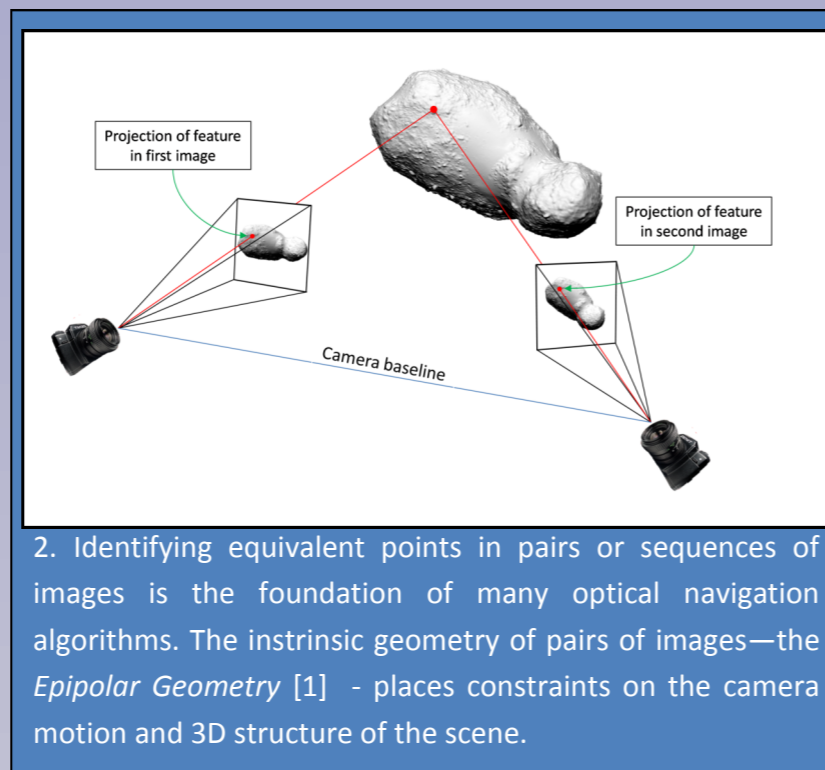 Projection of feature
in first image
Projection of feature
in second image
Camera baseline
2. Identifying equivalent points in pairs or sequences of
images is the foundation of many optical navigation
algorithms. The instrinsic geometry of pairs of images—the
Epipolar Geometry [1] - places constraints on the camera
motion and 3D structure of the scene.